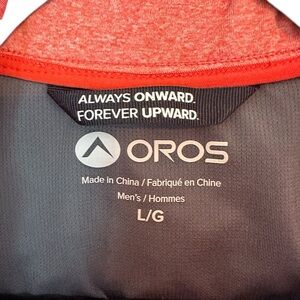 ALWAYS ONWARD.
FOREVER UPWARD.
OROS
Made in China / Fabriqué en Chine
Men's / Hommes
L/G